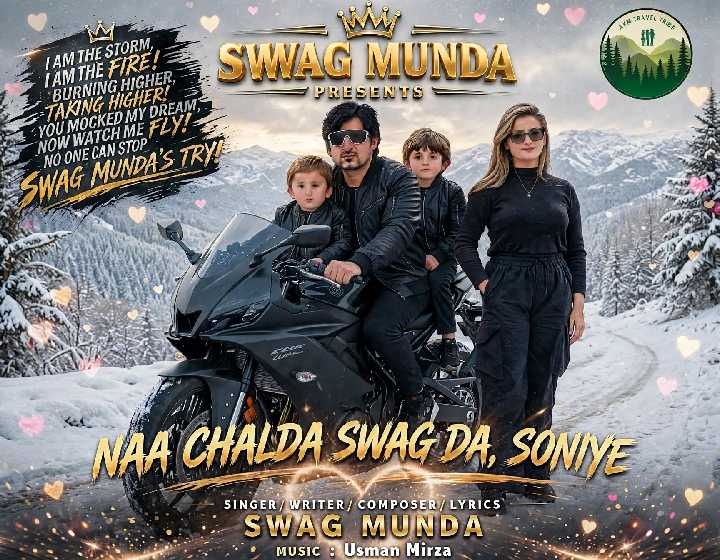 I AM THE STORM,
I AM THE FIRE!
BURNING HIGHER,
TAKING HIGHER!
YOU MOCKED MY DREAM,
NOW WATCH ME FLY!
NO ONE CAN STOP
SWAG MUNDA'S TRY!
SWAG MUNDA
PRESENTS
TRAVEL TRIBE
NAA CHALDA SWAG DA, SONIYE
SINGER / WRITER / COMPOSER / LYRICS
SWAG MUNDA
MUSIC : Usman Mirza